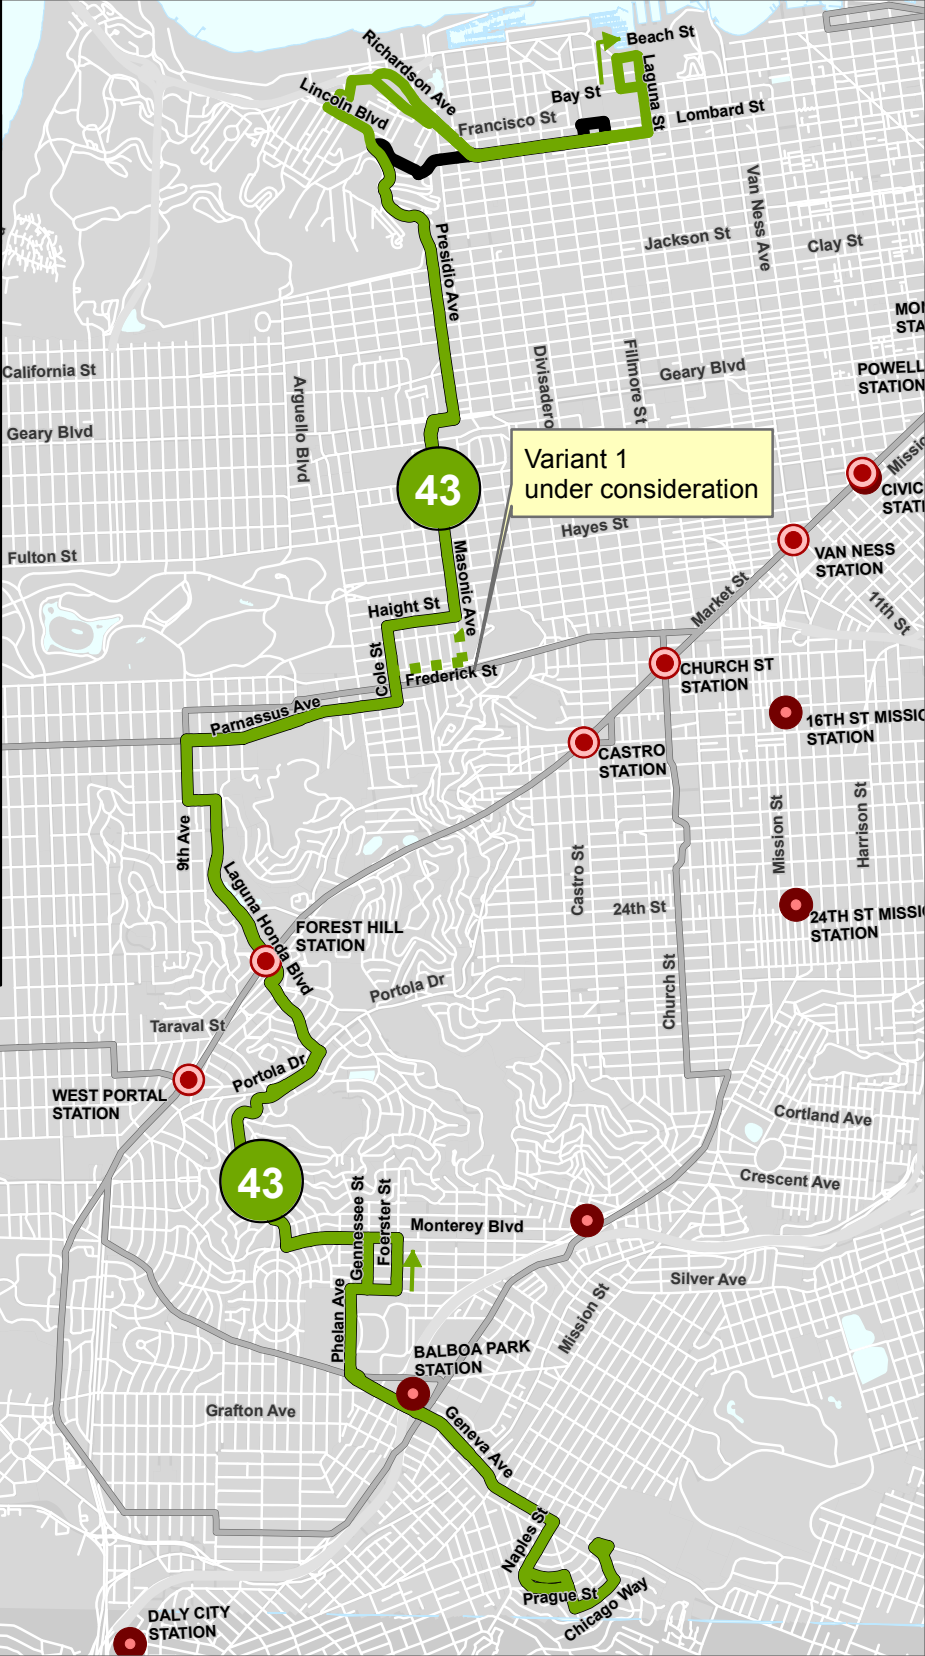 Beach St
Richardson Ave
Laguna St
Lincoln Blvd
Bay St
Lombard St
Francisco St
Van Ness Ave
Jackson St
Clay St
Presidio Ave
MON
STA
California St
Divisadero
Fillmore St
Geary Blvd
POWELL
STATION
Arguello Blvd
Geary Blvd
Variant 1
under consideration
Missio
43
CIVIC
STATI
Hayes St
Fulton St
VAN NESS
STATION
Masonic Ave
Market St
11th St
Haight St
Cole St
Frederick St
CHURCH ST
STATION
Parnassus Ave
16TH ST MISSIO
STATION
CASTRO
STATION
9th Ave
Castro St
Mission St
Harrison St
Laguna Honda Blvd
24th St
24TH ST MISSI
STATION
FOREST HILL
STATION
Church St
Portola Dr
Taraval St
Portola Dr
WEST PORTAL
STATION
Cortland Ave
43
Crescent Ave
Gennessee St
Foerster St
Monterey Blvd
Silver Ave
Phelan Ave
Mission St
BALBOA PARK
STATION
Grafton Ave
Geneva Ave
Naples St
Prague St
Chicago Way
DALY CITY
STATION